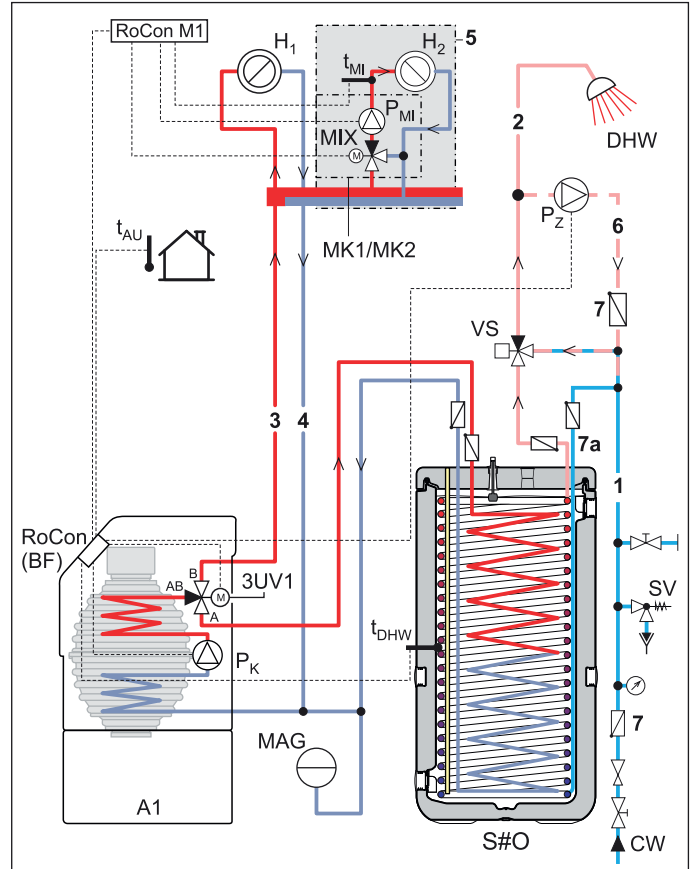 RoCon M1
H1
tMI
H2
5
PMI
MIX
M
MK1/MK2
2
DHW
PZ
6
7
tAU
VS
3
4
7a
1
RoCon
(BF)
B
AB
A
M
3UV1
tDHW
SV
PK
MAG
7
A1
S#O
CW